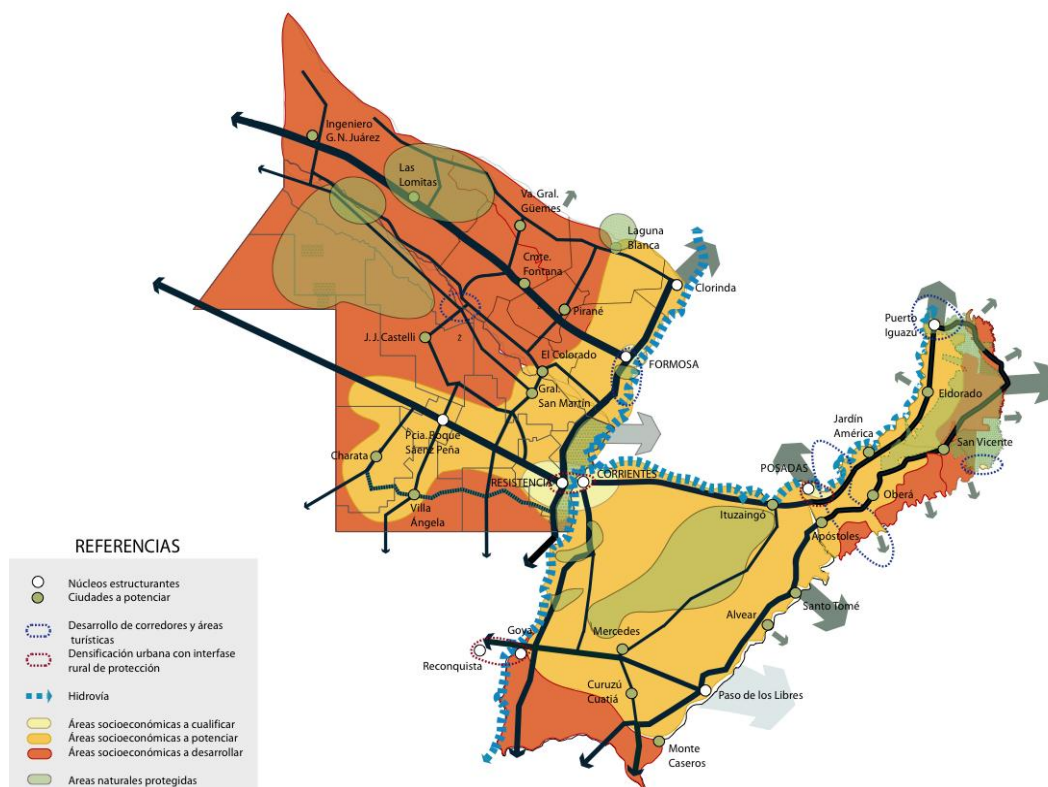 Ingeniero
G. N. Juárez
Las
Lomitas
Va. Gral.
Güemes
Laguna
Blanca
Cmte.
Fontana
Clorinda
Pirané
Puerto
Iguazú
J. J. Castelli
2
El Colorado
FORMOSA
Gral.
San Martín
Eldorado
Jardín
América
Pcia. Roque
Sáenz Peña
San Vicente
Charata
RESISTENCIA
CORRIENTES
POSADAS
Oberá
Villa
Ángela
Ituzaingó
Apóstoles
Santo Tomé
Alvear
Goya
Mercedes
Reconquista
Curuzú
Cuatiá
Paso de los Libres
Monte
Caseros
REFERENCIAS
Núcleos estructurantes
Ciudades a potenciar
Desarrollo de corredores y áreas
turísticas
Densificación urbana con interfase
rural de protección
Hidrovía
Áreas socioeconómicas a cualificar
Áreas socioeconómicas a potenciar
Áreas socioeconómicas a desarrollar
Areas naturales protegidas